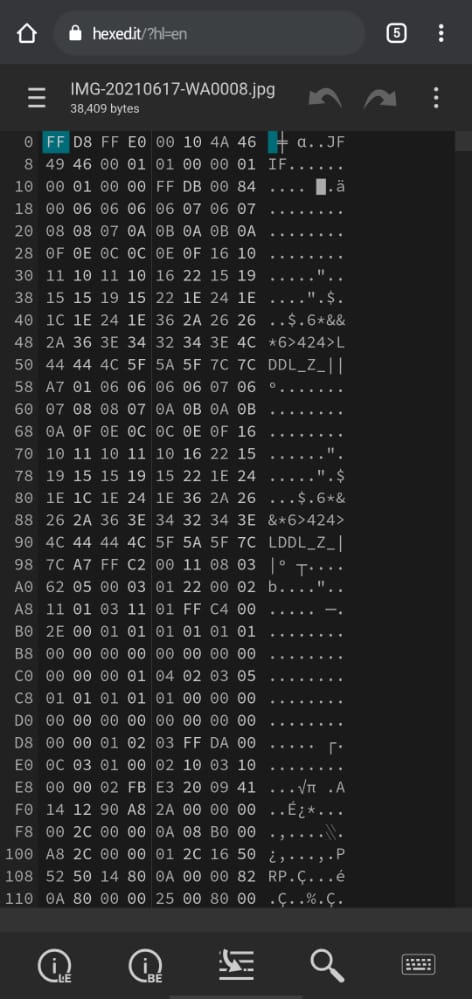 hexed.it/?hl=en
5
IMG-20210617-WA0008.jpg
38,409 bytes
0 FF D8 FF E0 00 10 4A 46 ╪ α..JF
8 49 46 00 01 01 00 00 01 IF......
10 00 01 00 00 FF DB 00 84 .... █.ä
18 00 06 06 06 06 07 06 07 ........
20 08 08 07 0A 0B 0A 0B 0A ........
28 0F 0E 0C 0C 0E 0F 16 10 ........
30 11 10 11 10 16 22 15 19 ....."..
38 15 15 19 15 22 1E 24 1E ....".$.
40 1C 1E 24 1E 36 2A 26 26 ..$.6*&&
48 2A 36 3E 34 32 34 3E 4C *6>424>L
50 44 44 4C 5F 5A 5F 7C 7C DDL_Z_||
58 A7 01 06 06 06 06 07 06 º.......
60 07 08 08 07 0A 0B 0A 0B ........
68 0A 0F 0E 0C 0C 0E 0F 16 ........
70 10 11 10 11 10 16 22 15 ......".
78 19 15 15 19 15 22 1E 24 .....".$
80 1E 1C 1E 24 1E 36 2A 26 ...$.6*&
88 26 2A 36 3E 34 32 34 3E &*6>424>
90 4C 44 44 4C 5F 5A 5F 7C LDDL_Z_|
98 7C A7 FF C2 00 11 08 03 |º ┬....
A0 62 05 00 03 01 22 00 02 b...."..
A8 11 01 03 11 01 FF C4 00 ..... ─.
B0 2E 00 01 01 01 01 01 01 ........
B8 00 00 00 00 00 00 00 00 ........
C0 00 00 00 01 04 02 03 05 ........
C8 01 01 01 01 01 00 00 00 ........
D0 00 00 00 00 00 00 00 00 ........
D8 00 00 01 02 03 FF DA 00 ..... ┌.
E0 0C 03 01 00 02 10 03 10 ........
E8 00 00 02 FB E3 20 09 41 ...√π .A
F0 14 12 90 A8 2A 00 00 00 ..É¿*...
F8 00 2C 00 00 0A 08 B0 00 .,....░.
100 A8 2C 00 00 01 2C 16 50 ¿,...,.P
108 52 50 14 80 0A 00 00 82 RP.Ç...é
110 0A 80 00 00 25 00 80 00 .Ç..%.Ç.
LE
BE